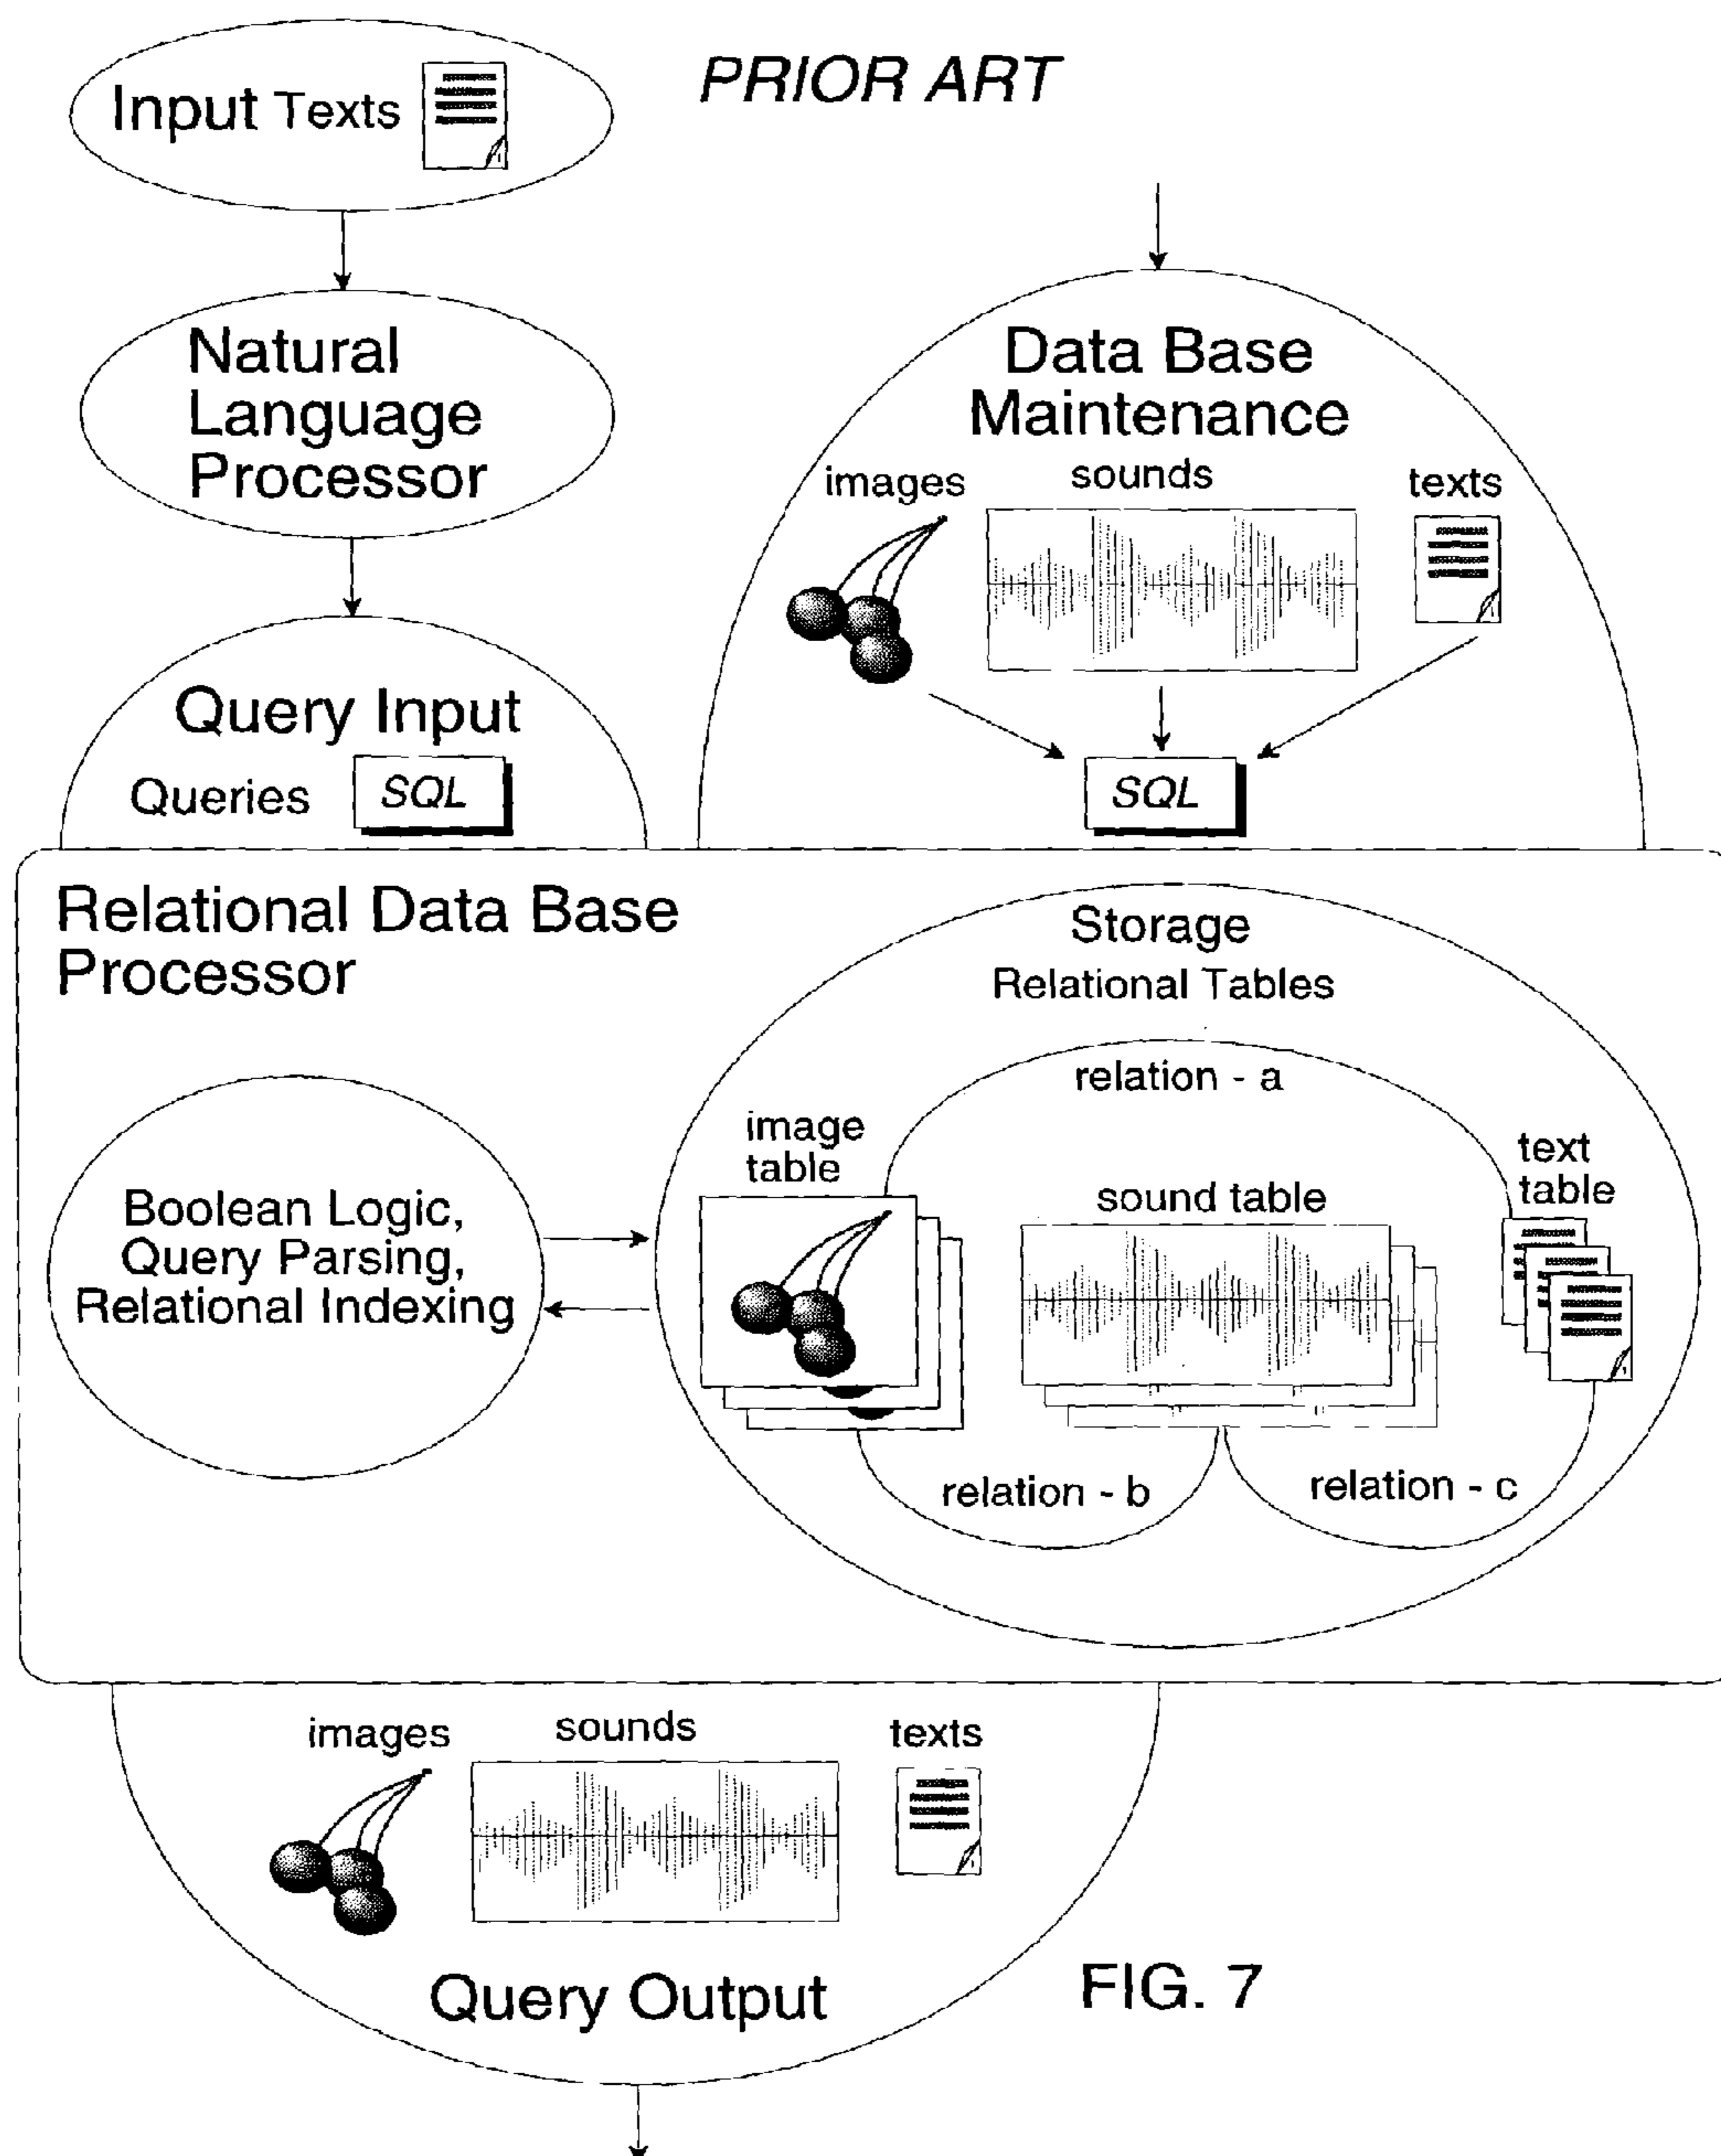 PRIOR ART
Input Texts
Natural
Language
Processor
Query Input
Queries SQL
Data Base
Maintenance
images sounds texts
SQL
Relational Data Base
Processor
Boolean Logic,
Query Parsing,
Relational Indexing
Storage
Relational Tables
relation - a
image
table
sound table
text
table
relation - b
relation - c
images sounds texts
Query Output
FIG. 7